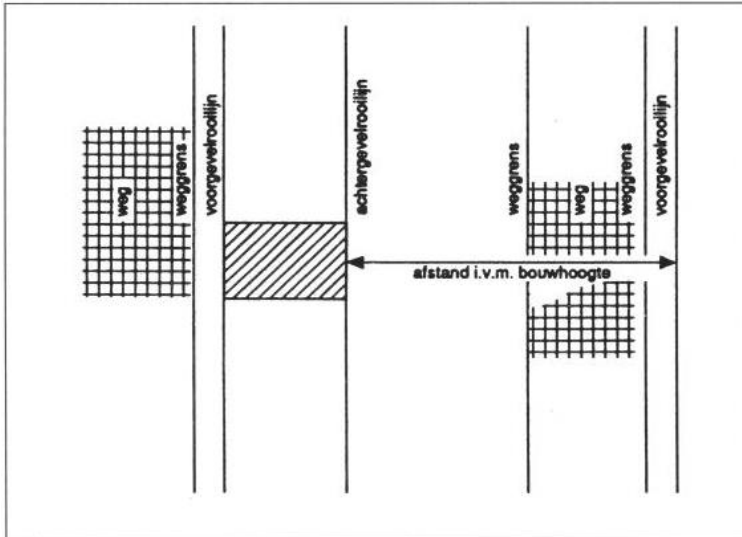 weg
weggrens
voorgevelrooilijn
achtergevelrooilijn
weggrens
weg
weggrens
voorgevelrooilijn
afstand i.v.m. bouwhoogte